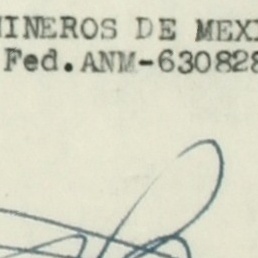 MINEROS DE MEX
Fed. ANM-630828